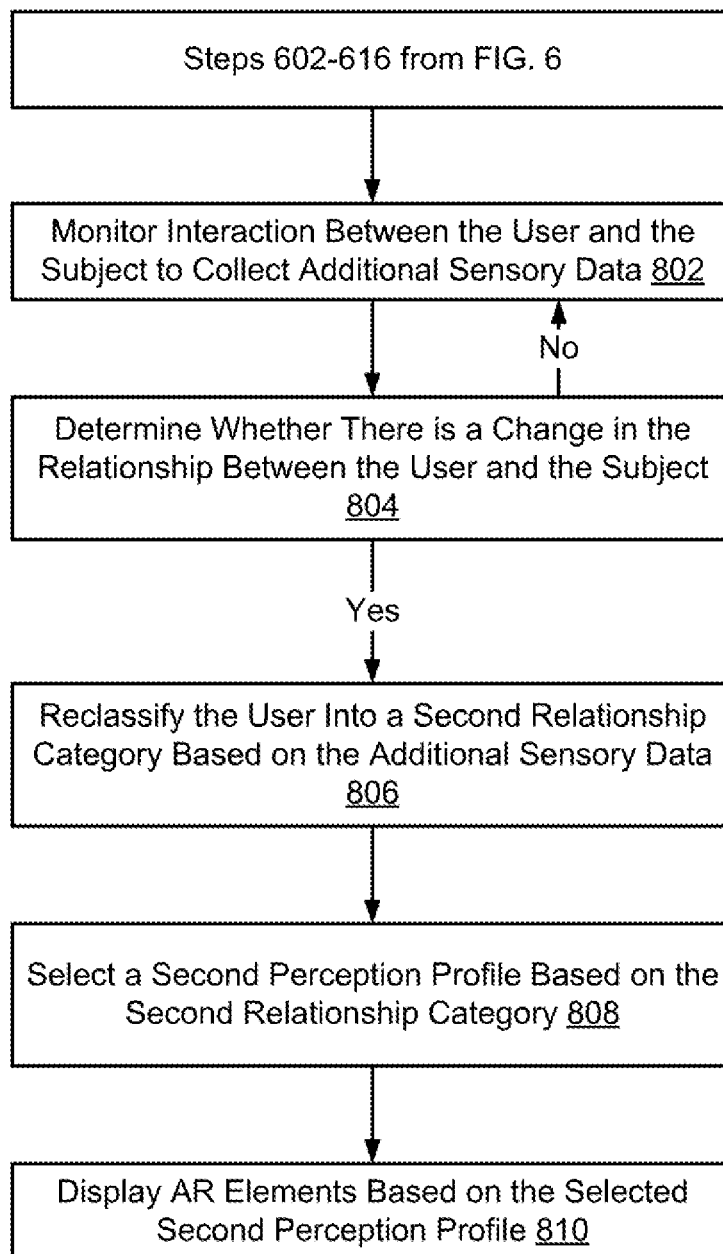 Steps 602-616 from FIG. 6
Monitor Interaction Between the User and the
Subject to Collect Additional Sensory Data 802
No
Determine Whether There is a Change in the
Relationship Between the User and the Subject
804
Yes
Reclassify the User Into a Second Relationship
Category Based on the Additional Sensory Data
806
Select a Second Perception Profile Based on the
Second Relationship Category 808
Display AR Elements Based on the Selected
Second Perception Profile 810